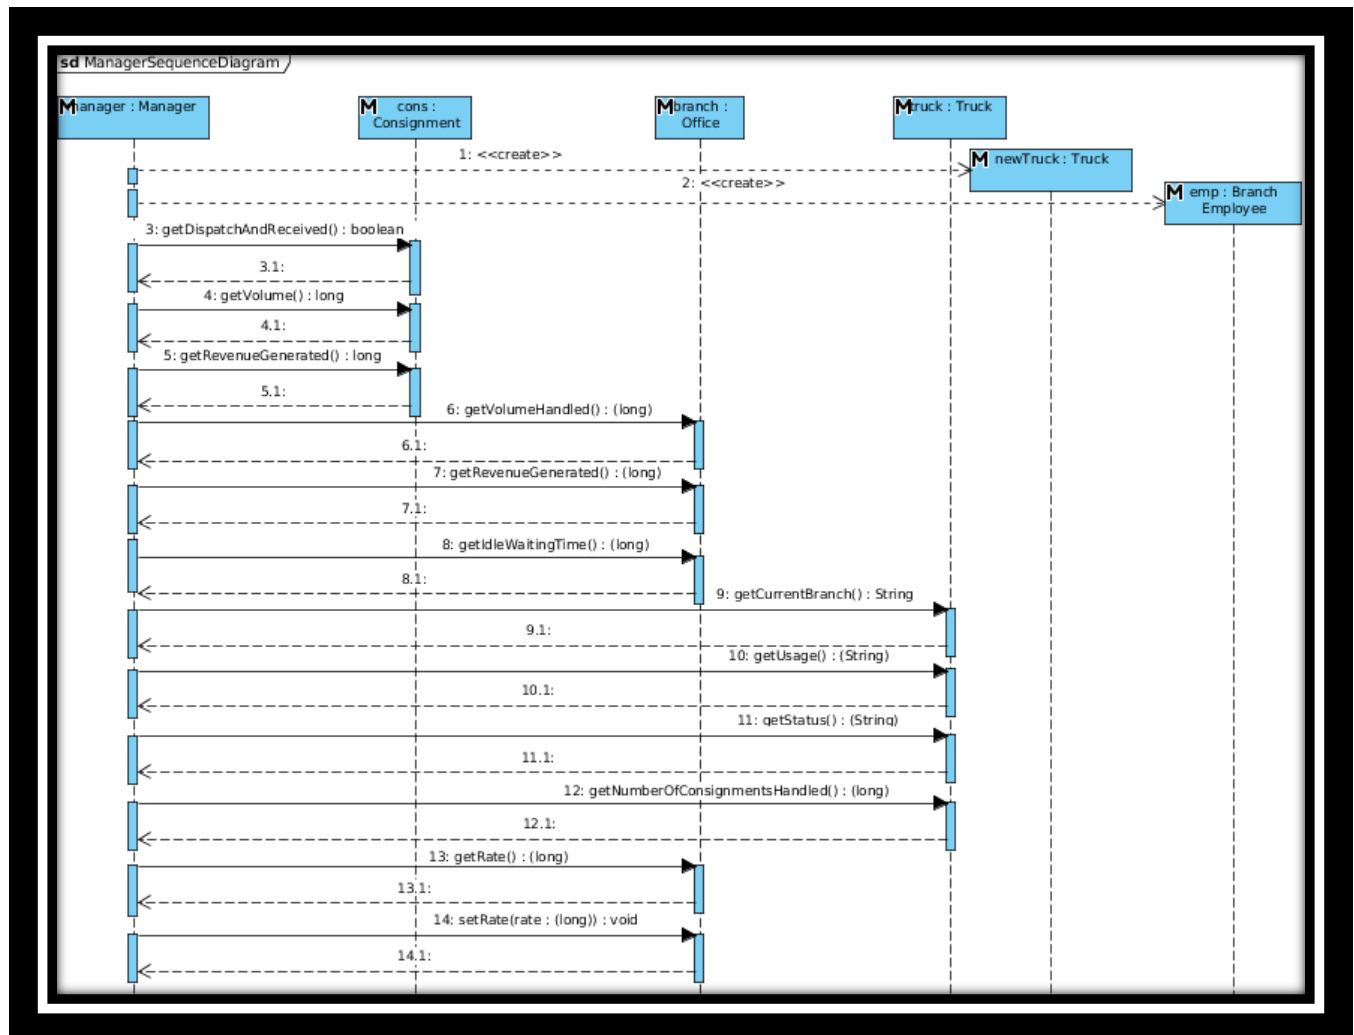 sd ManagerSequenceDiagram
manager : Manager
cons :
Consignment
branch :
Office
truck : Truck
1: <<create>>
newTruck : Truck
2: <<create>>
emp : Branch
Employee
3: getDispatchAndReceived() : boolean
3.1:
4: getVolume() : long
4.1:
5: getRevenueGenerated() : long
5.1:
6: getVolumeHandled() : (long)
6.1:
7: getRevenueGenerated() : (long)
7.1:
8: getIdleWaitingTime() : (long)
8.1:
9: getCurrentBranch() : String
9.1:
10: getUsage() : (String)
10.1:
11: getStatus() : (String)
11.1:
12: getNumberOfConsignmentsHandled() : (long)
12.1:
13: getRate() : (long)
13.1:
14: setRate(rate : (long)) : void
14.1: